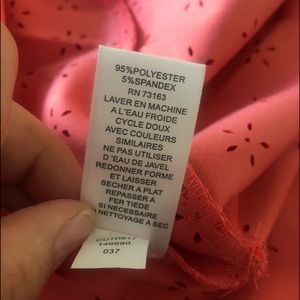 95%POLYESTER
5%SPANDEX
RN 73163
LAVER EN MACHINE
A L'EAU FROIDE
CYCLE DOUX
AVEC COULEURS
SIMILAIRES
NE PAS UTILISER
D 'EAU DE JAVEL
REDONNER FORME
ET LAISSER
SECHER A PLAT
REPASSER A
FER TIEDE
SI NECESSAIRE
NETTOYAGE A SEC
146680
037